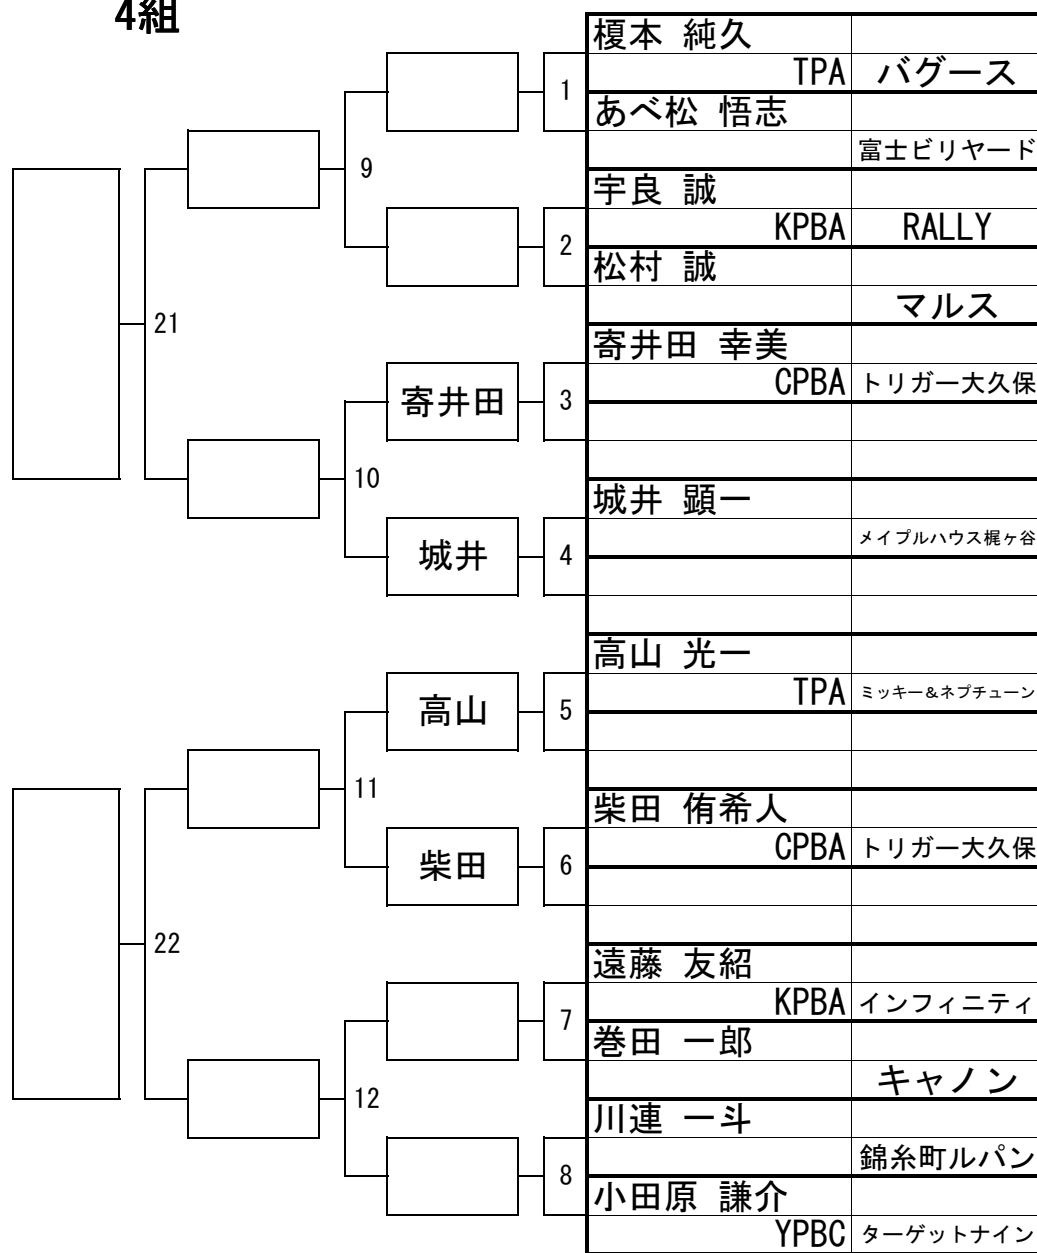 4組
榎本 純久
TPA バグース
1
あべ松 悟志
富士ビリヤード
9
宇良 誠
KPBA RALLY
2
松村 誠
マルス
21
寄井田 幸美
CPBA トリガー大久保
寄井田 3
10
城井 顕一
メイプルハウス梶ヶ谷
城井 4
高山 光一
TPA ミッキー&ネプチューン
高山 5
11
柴田 侑希人
CPBA トリガー大久保
柴田 6
22
遠藤 友紹
KPBA インフィニティ
7
巻田 一郎
キャノン
12
川連 一斗
錦糸町ルパン
8
小田原 謙介
YPBC ターゲットナイン